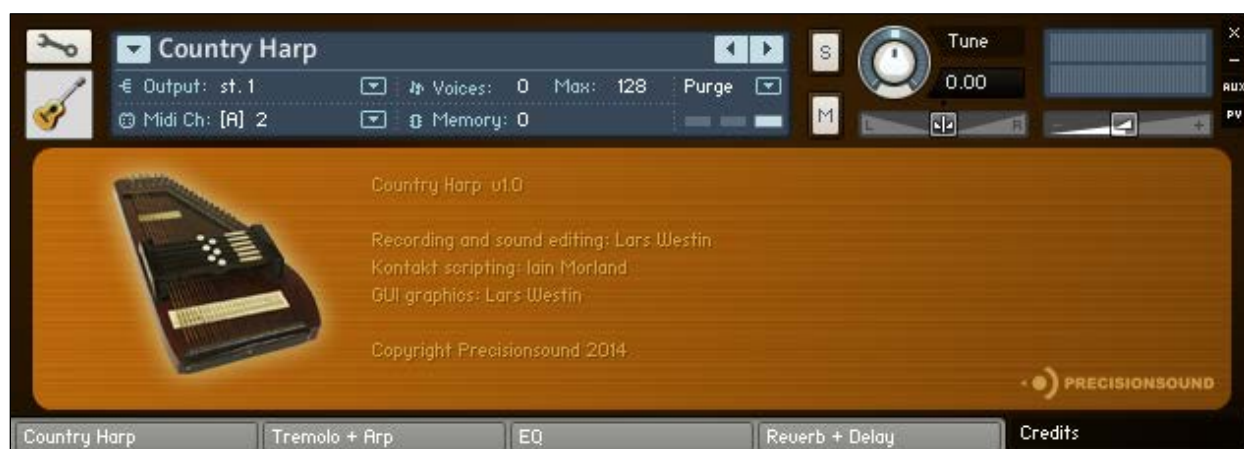 Country Harp
S
Tune
Output: st.1
Voices: 0 Max: 128
Purge
0.00
AUX
Midi Ch: [A] 2
Memory: 0
M
PV
L
R
- +
Country Harp v1.0
Recording and sound editing: Lars Westin
Kontakt scripting: Iain Morland
GUI graphics: Lars Westin
Copyright Precisionsound 2014
PRECISIONSOUND
Country Harp
Tremolo + Arp
EQ
Reverb + Delay
Credits